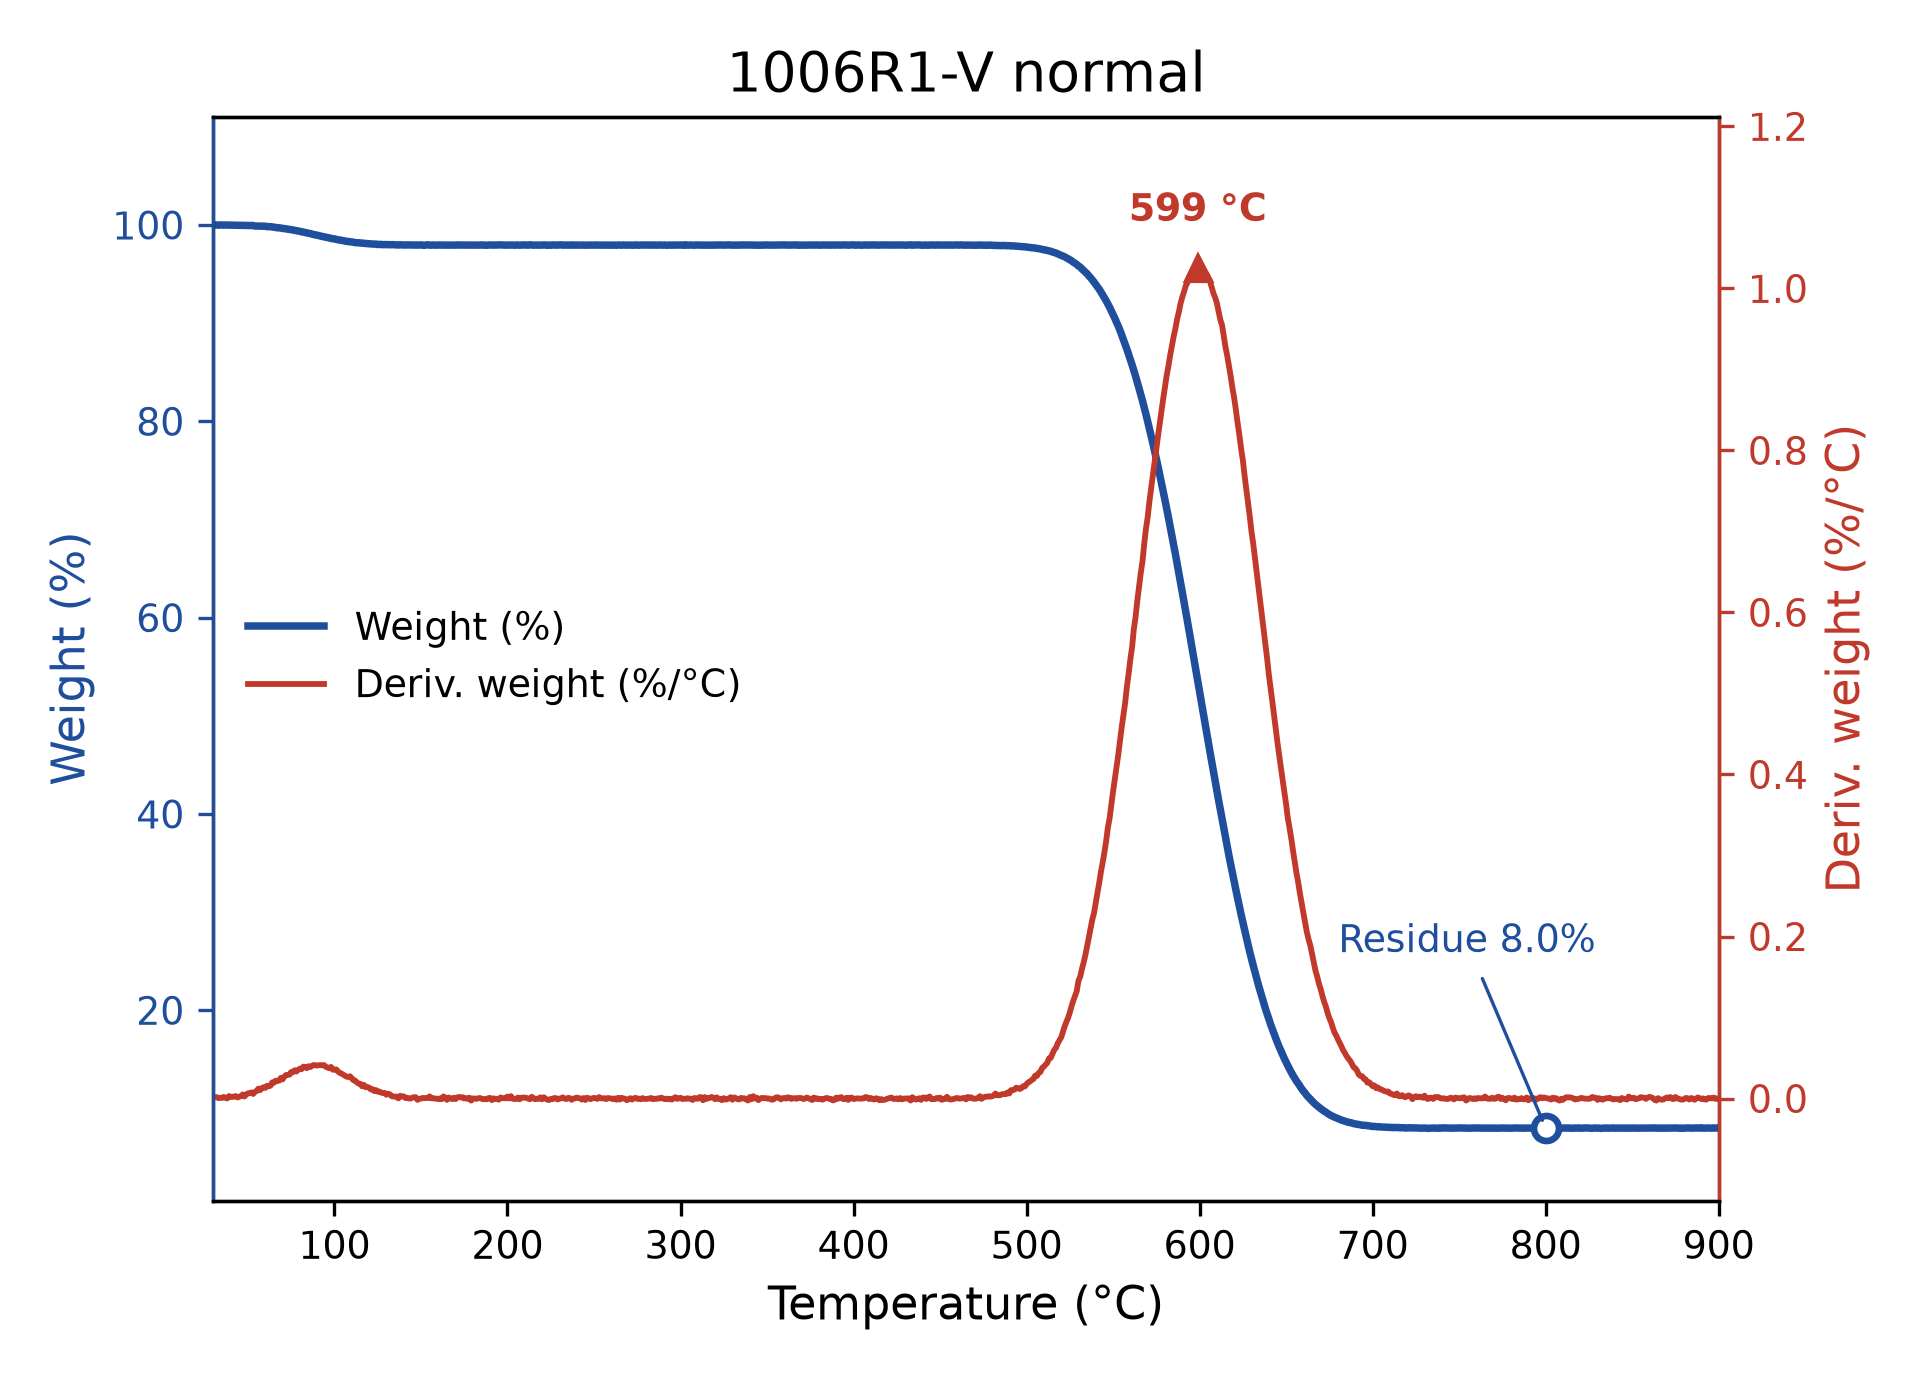 1006R1-V normal
599 °C
Weight (%)
100
80
60
40
20
Weight (%)
Deriv. weight (%/°C)
Residue 8.0%
1.2
1.0
0.8
0.6
0.4
0.2
0.0
Deriv. weight (%/°C)
100 200 300 400 500 600 700 800 900
Temperature (°C)